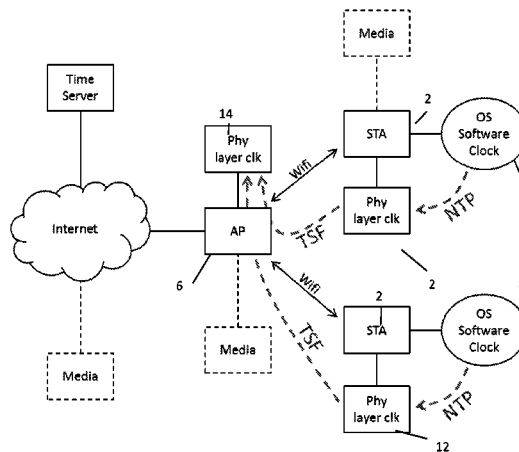 Media
Time
Server
14
2
OS
Software
Clock
Phy
layer clk
STA
Wifi
Phy
layer clk
NTP
Internet
AP
TSF
6
Wifi
2
2
TSF
STA
OS
Software
Clock
Media
Media
Phy
layer clk
NTP
12